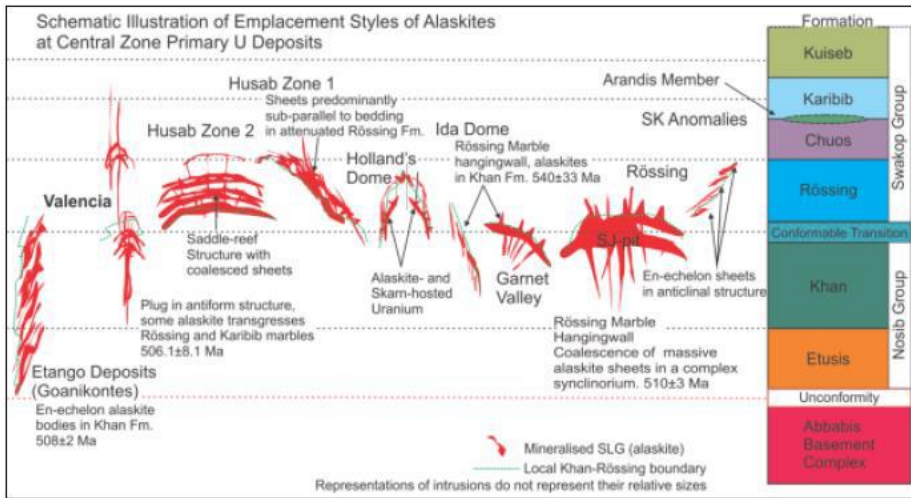 Schematic Illustration of Emplacement Styles of Alaskites
at Central Zone Primary U Deposits
Formation
Kuiseb
Karibib
Chuos
Rössing
Conformable Transition
Khan
Etusis
Unconformity
Abbabis
Basement
Complex
Swakop Group
Nosib Group
Arandis Member
Husab Zone 1
Sheets predominantly
sub-parallel to bedding
in attenuated Rössing Fm.
Husab Zone 2
Saddle-reef
Structure with
coalesced sheets
Holland's
Dome
Alaskite- and
Skarn-hosted
Uranium
Ida Dome
Rössing Marble
hangingwall, alaskites
in Khan Fm. 540±33 Ma
Garnet
Valley
SK Anomalies
En-echelon sheets
in anticlinal structure
Rössing
SJ-pit
Rössing Marble
Hangingwall
Coalescence of massive
alaskite sheets in a complex
synclinorium. 510±3 Ma
Valencia
Plug in antiform structure,
some alaskite transgresses
Rössing and Karibib marbles
506.1±8.1 Ma
Etango Deposits
(Goanikontes)
En-echelon alaskite
bodies in Khan Fm.
508±2 Ma
Mineralised SLG (alaskite)
Local Khan-Rössing boundary
Representations of intrusions do not represent their relative sizes